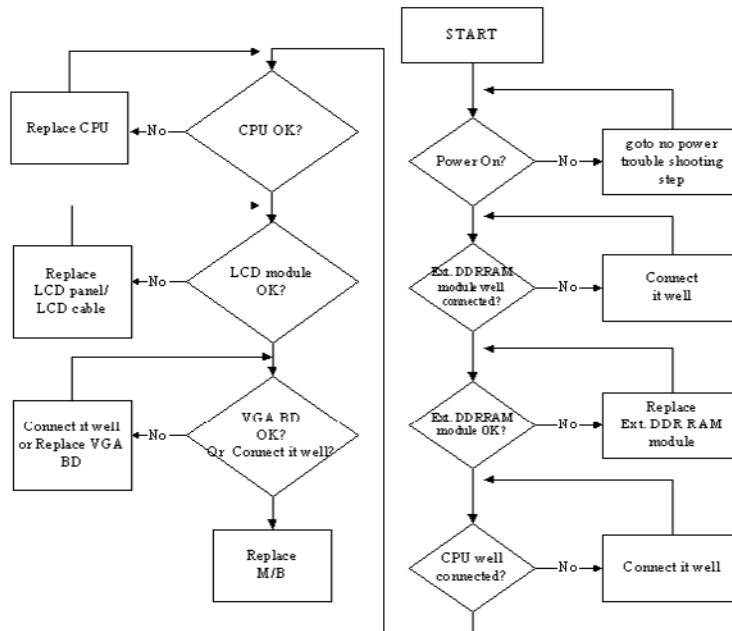 START
Power On?
No
goto no power
trouble shooting
step
Ext. DDRRAM
module well
connected?
No
Connect
it well
Ext. DDRRAM
module OK?
No
Replace
Ext. DDR RAM
module
CPU well
connected?
No
Connect it well
CPU OK?
No
Replace CPU
LCD module
OK?
No
Replace
LCD panel/
LCD cable
VGA BD
OK?
Or Connect it well?
No
Connect it well
or Replace VGA
BD
Replace
M/B